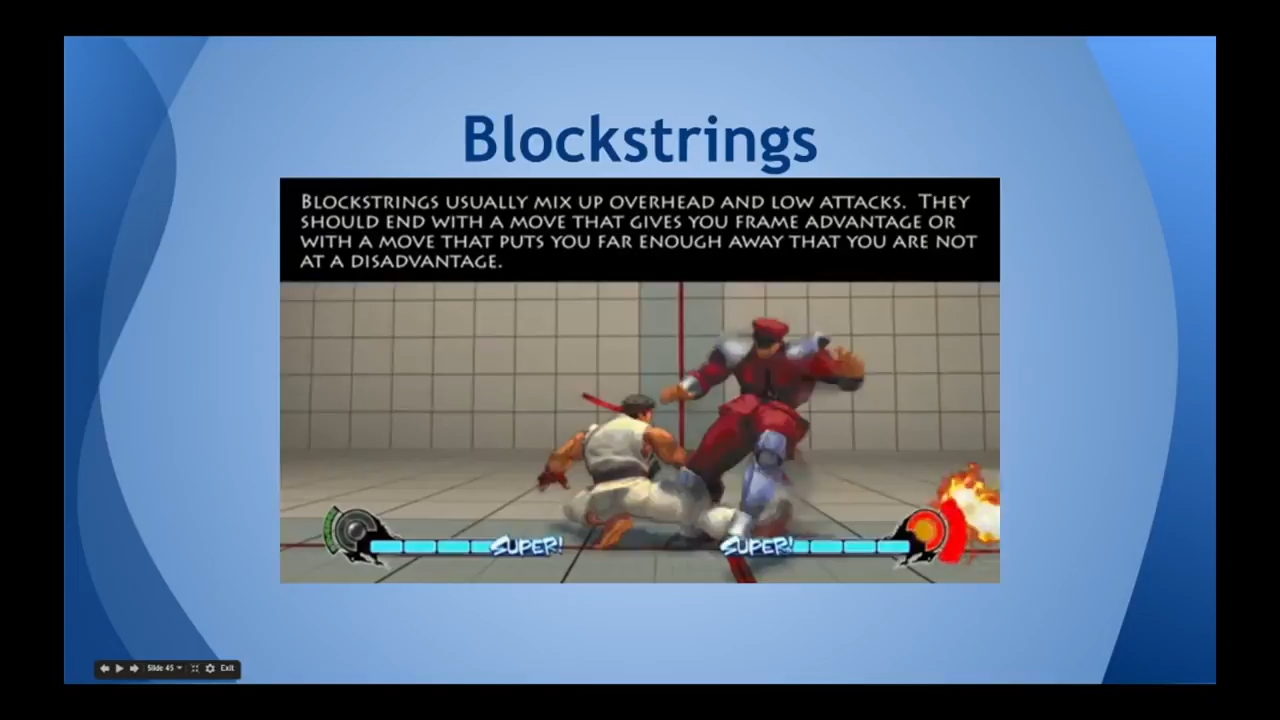 Blockstrings
BLOCKSTRINGS USUALLY MIX UP OVERHEAD AND LOW ATTACKS. THEY
SHOULD END WITH A MOVE THAT GIVES YOU FRAME ADVANTAGE OR
WITH A MOVE THAT PUTS YOU FAR ENOUGH AWAY THAT YOU ARE NOT
AT A DISADVANTAGE.
SUPER! SUPER!
Slide 45 Exit